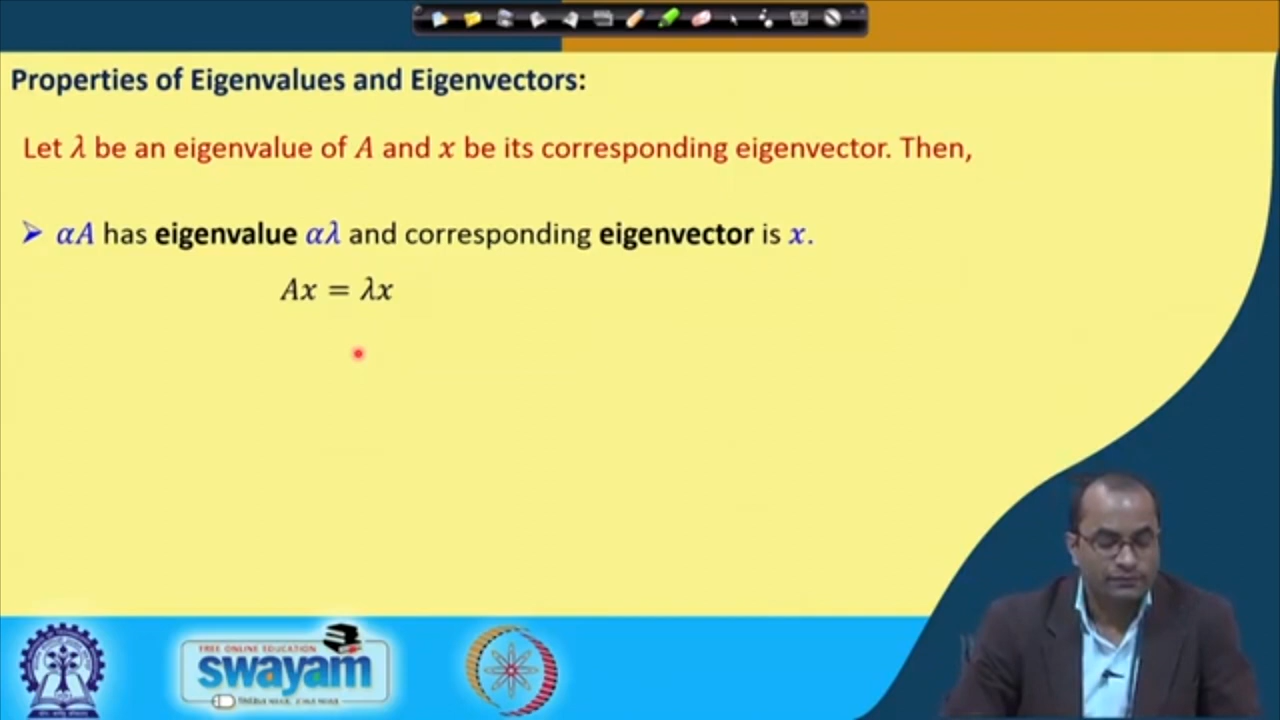 Properties of Eigenvalues and Eigenvectors:
Let λ be an eigenvalue of A and x be its corresponding eigenvector. Then,
➢ αA has eigenvalue αλ and corresponding eigenvector is x.
Ax = λx
FREE ONLINE EDUCATION
swayam